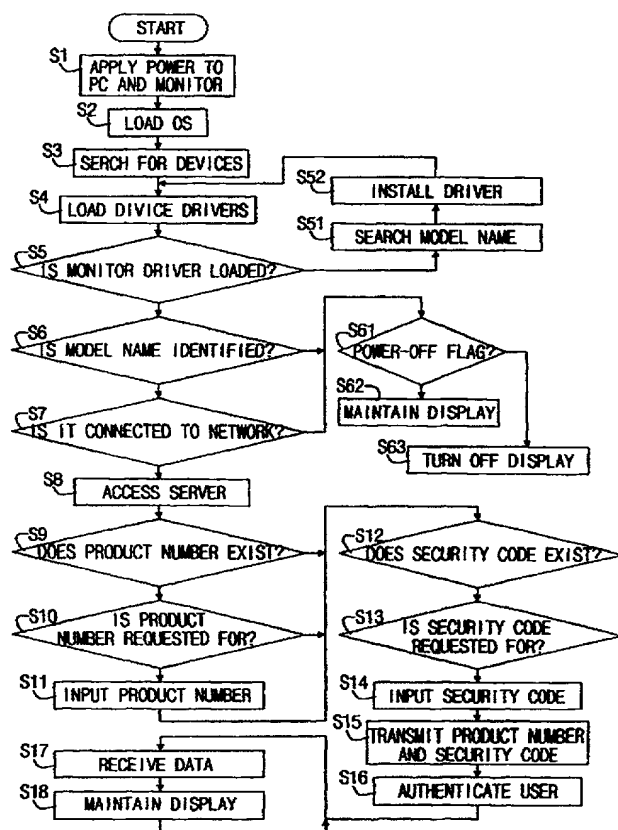 START
S1
APPLY POWER TO
PC AND MONITOR
S2
LOAD OS
S3
SERCH FOR DEVICES
S4
LOAD DIVICE DRIVERS
S52
INSTALL DRIVER
S51
SEARCH MODEL NAME
S5
IS MONITOR DRIVER LOADED?
S6
IS MODEL NAME IDENTIFIED?
S61
POWER-OFF FLAG?
S62
MAINTAIN DISPLAY
S7
IS IT CONNECTED TO NETWORK?
S63
TURN OFF DISPLAY
S8
ACCESS SERVER
S9
DOES PRODUCT NUMBER EXIST?
S12
DOES SECURITY CODE EXIST?
S10
IS PRODUCT
NUMBER REQUESTED FOR?
S13
IS SECURITY CODE
REQUESTED FOR?
S11
INPUT PRODUCT NUMBER
S14
INPUT SECURITY CODE
S15
TRANSMIT PRODUCT NUMBER
AND SECURITY CODE
S17
RECEIVE DATA
S16
AUTHENTICATE USER
S18
MAINTAIN DISPLAY